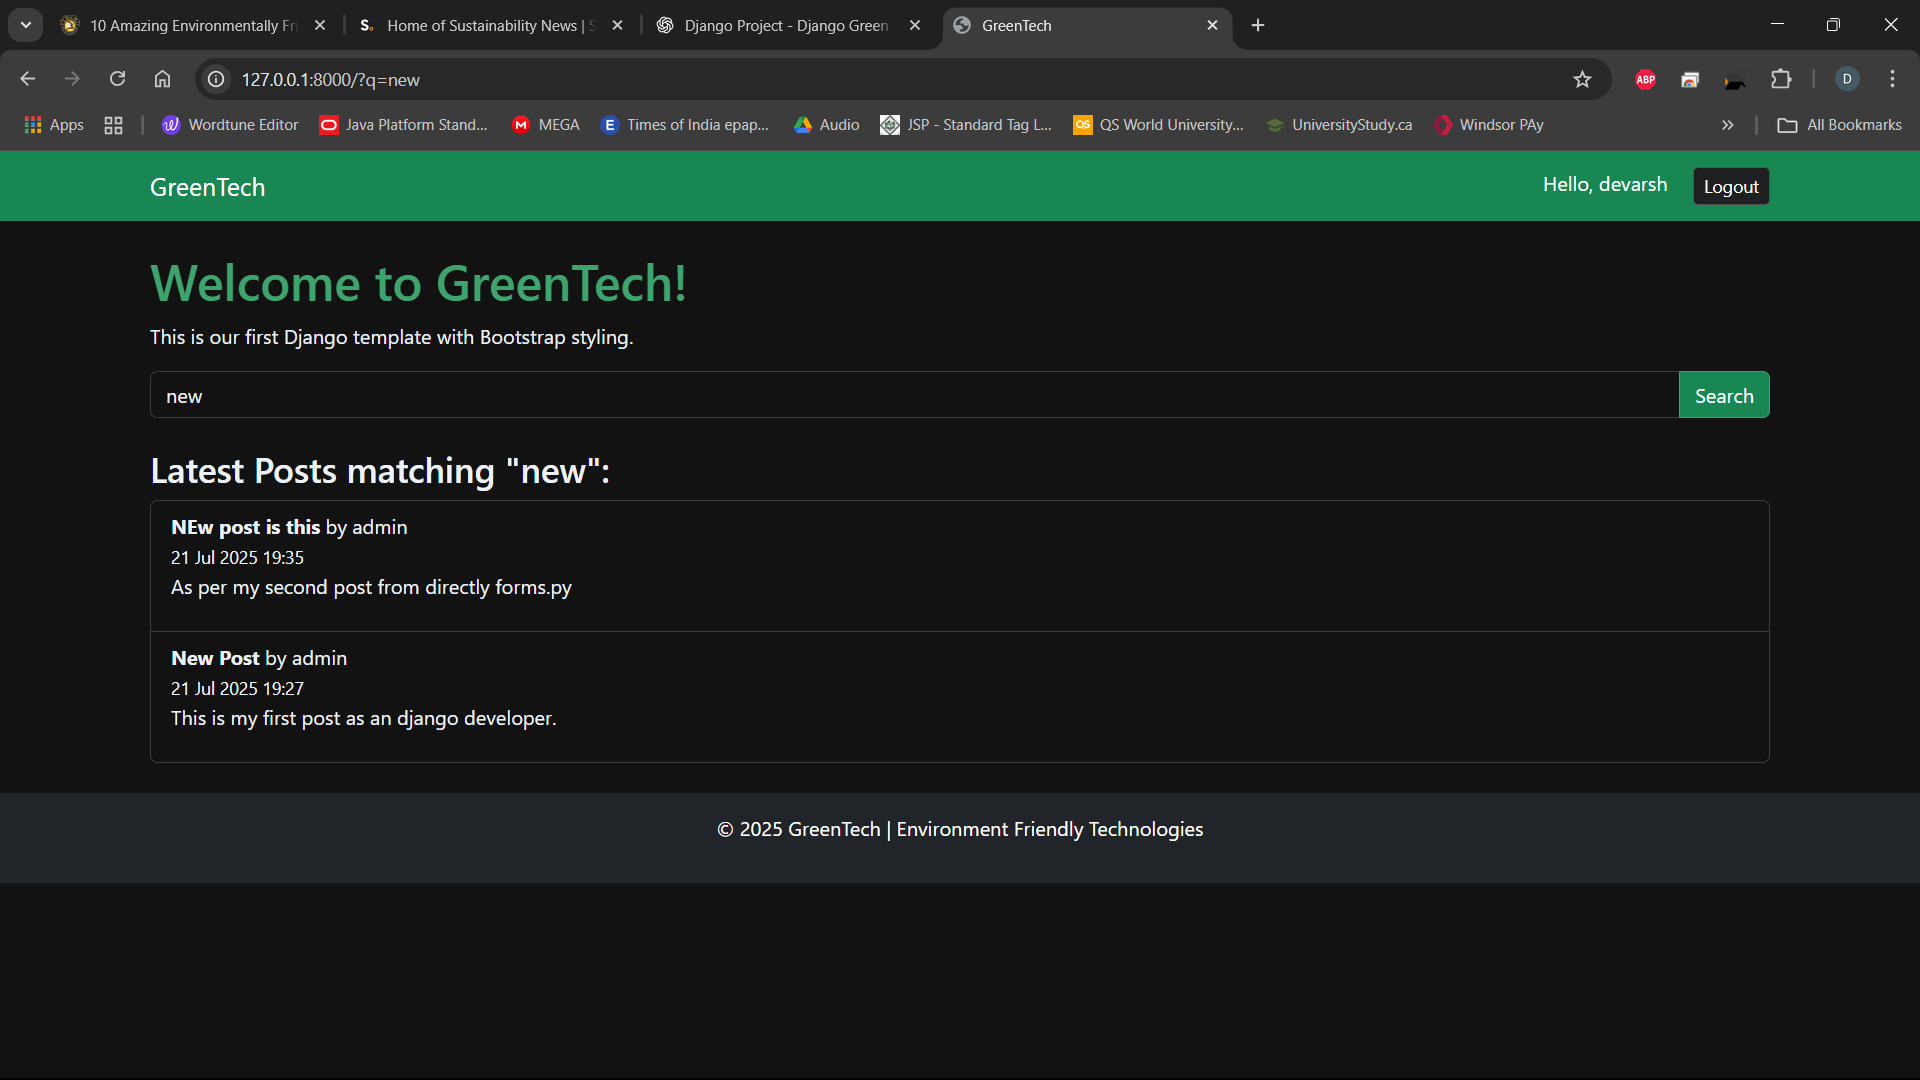 10 Amazing Environmentally Fri
Home of Sustainability News | S
Django Project - Django Green
GreenTech
127.0.0.1:8000/?q=new
ABP
D
Apps
Wordtune Editor
Java Platform Stand...
MEGA
Times of India epap...
Audio
JSP - Standard Tag L...
QS World University...
UniversityStudy.ca
Windsor PAy
All Bookmarks
GreenTech
Hello, devarsh
Logout
Welcome to GreenTech!
This is our first Django template with Bootstrap styling.
new
Search
Latest Posts matching "new":
NEw post is this by admin
21 Jul 2025 19:35
As per my second post from directly forms.py
New Post by admin
21 Jul 2025 19:27
This is my first post as an django developer.
© 2025 GreenTech | Environment Friendly Technologies